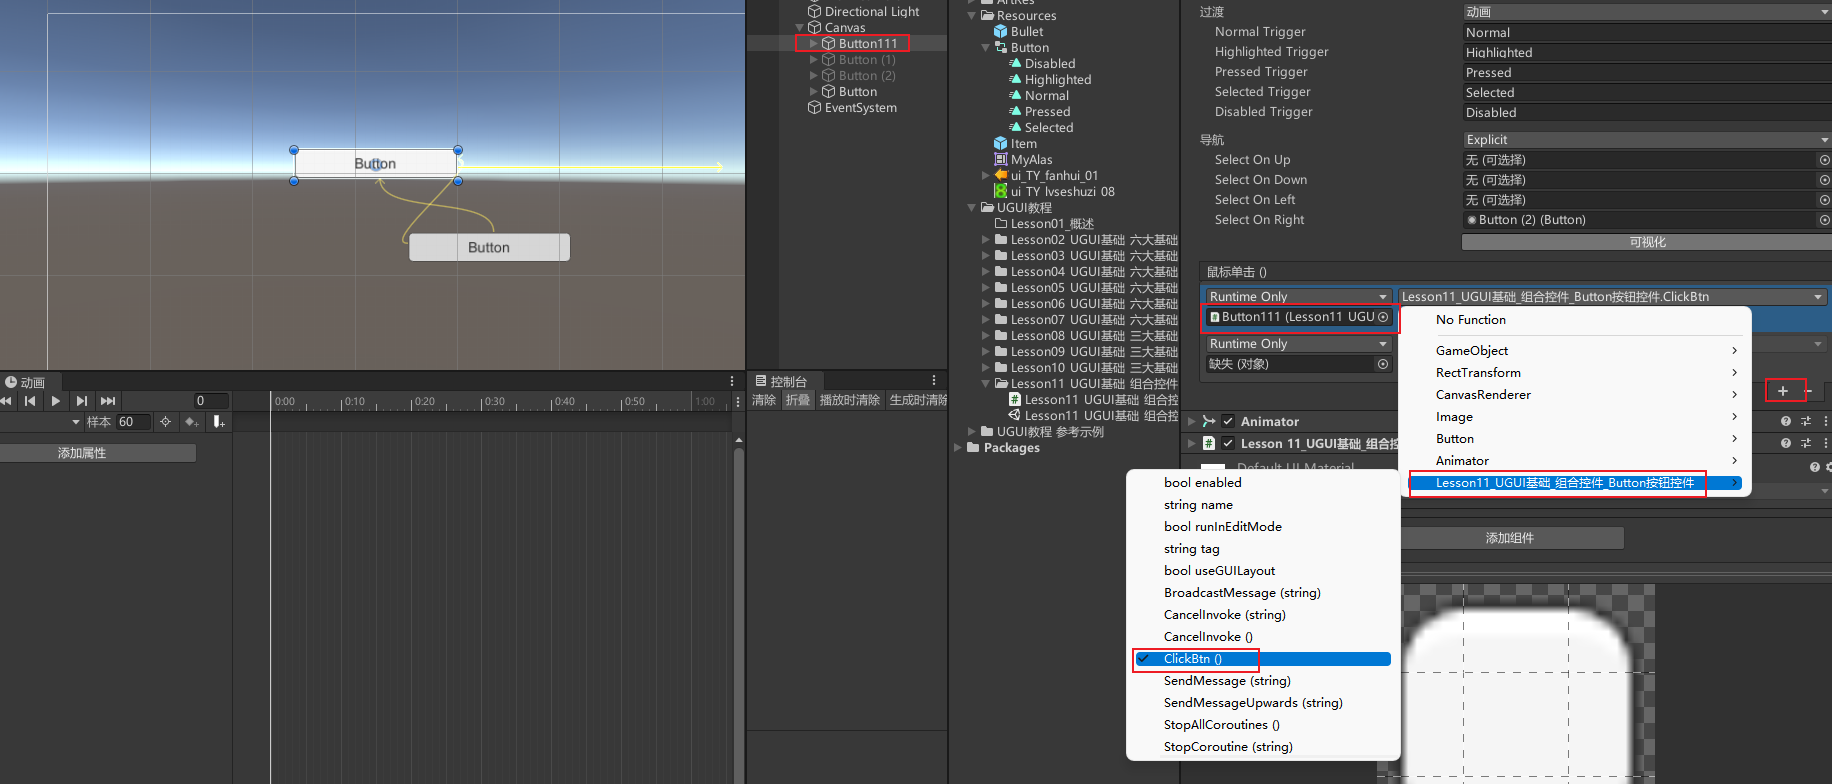 Button
Button
动画
0
样本
60
添加属性
0:00
0:10
0:20
0:30
0:40
0:50
1:00
Directional Light
Canvas
Button111
Button (1)
Button (2)
Button
EventSystem
控制台
清除
折叠
播放时清除
生成时清除
ArtRes
Resources
Bullet
Button
Disabled
Highlighted
Normal
Pressed
Selected
Item
MyAlas
ui_TY_fanhui_01
ui_TY_lvseshuzi_08
UGUI教程
Lesson01_概述
Lesson02_UGUI基础_六大基础
Lesson03_UGUI基础_六大基础
Lesson04_UGUI基础_六大基础
Lesson05_UGUI基础_六大基础
Lesson06_UGUI基础_六大基础
Lesson07_UGUI基础_六大基础
Lesson08_UGUI基础_三大基础
Lesson09_UGUI基础_三大基础
Lesson10_UGUI基础_三大基础
Lesson11_UGUI基础_组合控件
Lesson11_UGUI基础_组合控
Lesson11_UGUI基础_组合控
UGUI教程_参考示例
Packages
过渡
动画
Normal Trigger
Normal
Highlighted Trigger
Highlighted
Pressed Trigger
Pressed
Selected Trigger
Selected
Disabled Trigger
Disabled
导航
Explicit
Select On Up
无 (可选择)
Select On Down
无 (可选择)
Select On Left
无 (可选择)
Select On Right
Button (2) (Button)
可视化
鼠标单击 ()
Runtime Only
Lesson11_UGUI基础_组合控件_Button按钮控件.ClickBtn
Button111 (Lesson11_UGU
Runtime Only
缺失 (对象)
No Function
GameObject
RectTransform
CanvasRenderer
Image
Button
Animator
Lesson11_UGUI基础_组合控件_Button按钮控件
Animator
Lesson 11_UGUI基础_组合控
Default UI Material
添加组件
bool enabled
string name
bool runInEditMode
string tag
bool useGUILayout
BroadcastMessage (string)
CancelInvoke (string)
CancelInvoke ()
ClickBtn ()
SendMessage (string)
SendMessageUpwards (string)
StopAllCoroutines ()
StopCoroutine (string)